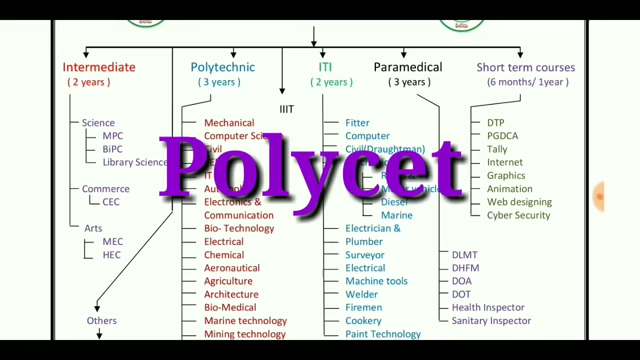 Intermediate
( 2 years )
Science
MPC
BiPC
Library Science
Commerce
CEC
Arts
MEC
HEC
Others
Polytechnic
( 3 years )
Mechanical
Computer Sci
Civil
IT
Electronics &
Communication
Bio- Technology
Electrical
Chemical
Aeronautical
Agriculture
Architecture
Bio-Medical
Marine technology
Mining technology
IIIT
ITI
( 2 years )
Fitter
Computer
Civil(Draughtman)
Diesel
Marine
Electrician &
Plumber
Surveyor
Electrical
Machine tools
Welder
Firemen
Cookery
Paint Technology
Paramedical
( 3 years )
DLMT
DHFM
DOA
DOT
Health Inspector
Sanitary Inspector
Short term courses
(6 months/ 1year)
DTP
PGDCA
Tally
Internet
Graphics
Animation
Web designing
Cyber Security
Polycet